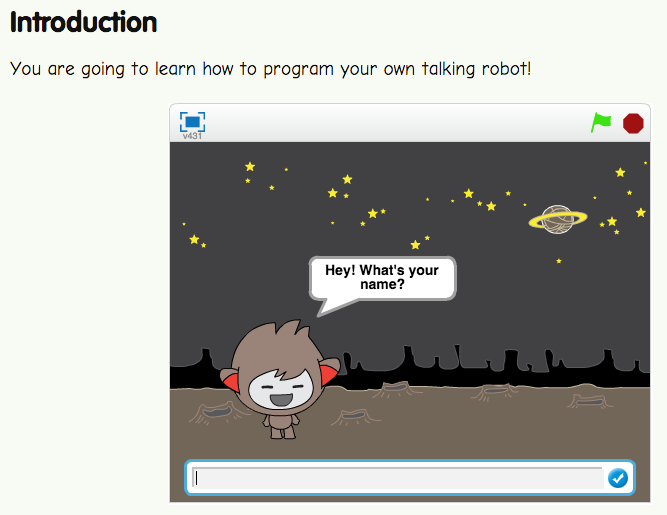 Introduction
You are going to learn how to program your own talking robot!
v431
Hey! What's your
name?